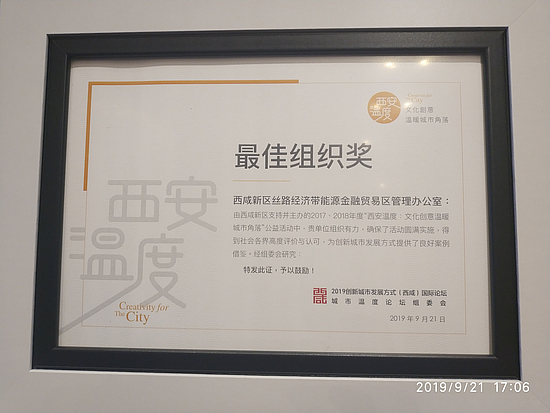 Creativity for
The City
西安
温度
文化创意
温暖城市角落
最佳组织奖
西咸新区丝路经济带能源金融贸易区管理办公室：
由西咸新区支持并主办的2017、2018年度“西安温度：文化创意温暖
城市角落”公益活动中，贵单位组织有力，确保了活动圆满实施，得
到社会各界高度评价与认可，为创新城市发展方式提供了良好案例
借鉴。经组委会研究：
特发此证，予以鼓励！
西安
温度
Creativity for
The City
2019创新城市发展方式（西咸）国际论坛
城市温度论坛组委会
2019年9月21日
2019/9/21 17:06